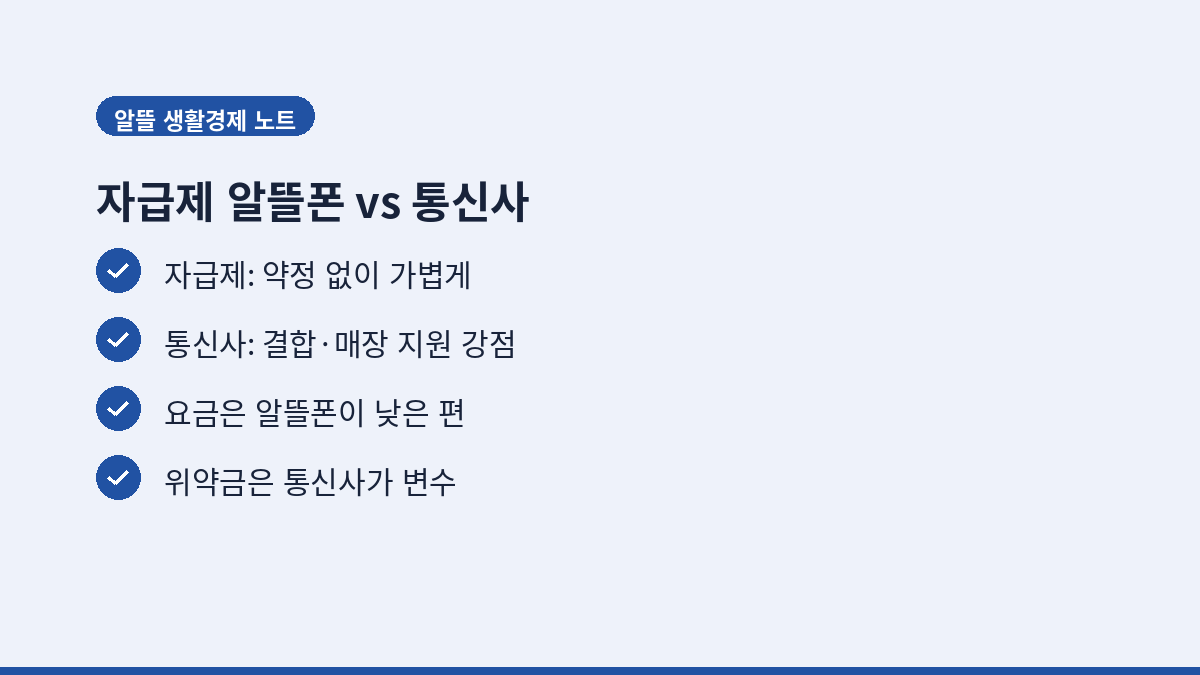 알뜰 생활경제 노트
자급제 알뜰폰 vs 통신사
자급제: 약정 없이 가볍게
통신사: 결합·매장 지원 강점
요금은 알뜰폰이 낮은 편
위약금은 통신사가 변수